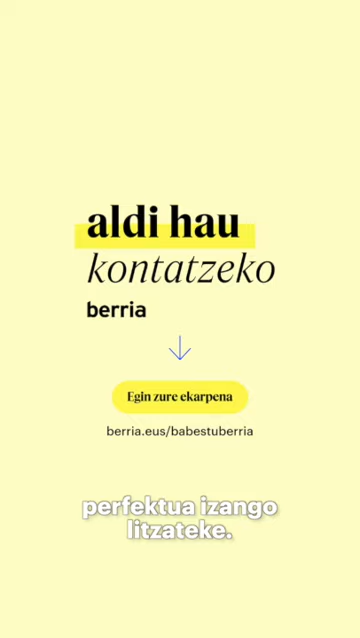 aldi hau
kontatzeko
berria
Egin zure ekarpena
berria.eus/babestuberria
perfektua izango
litzateke.